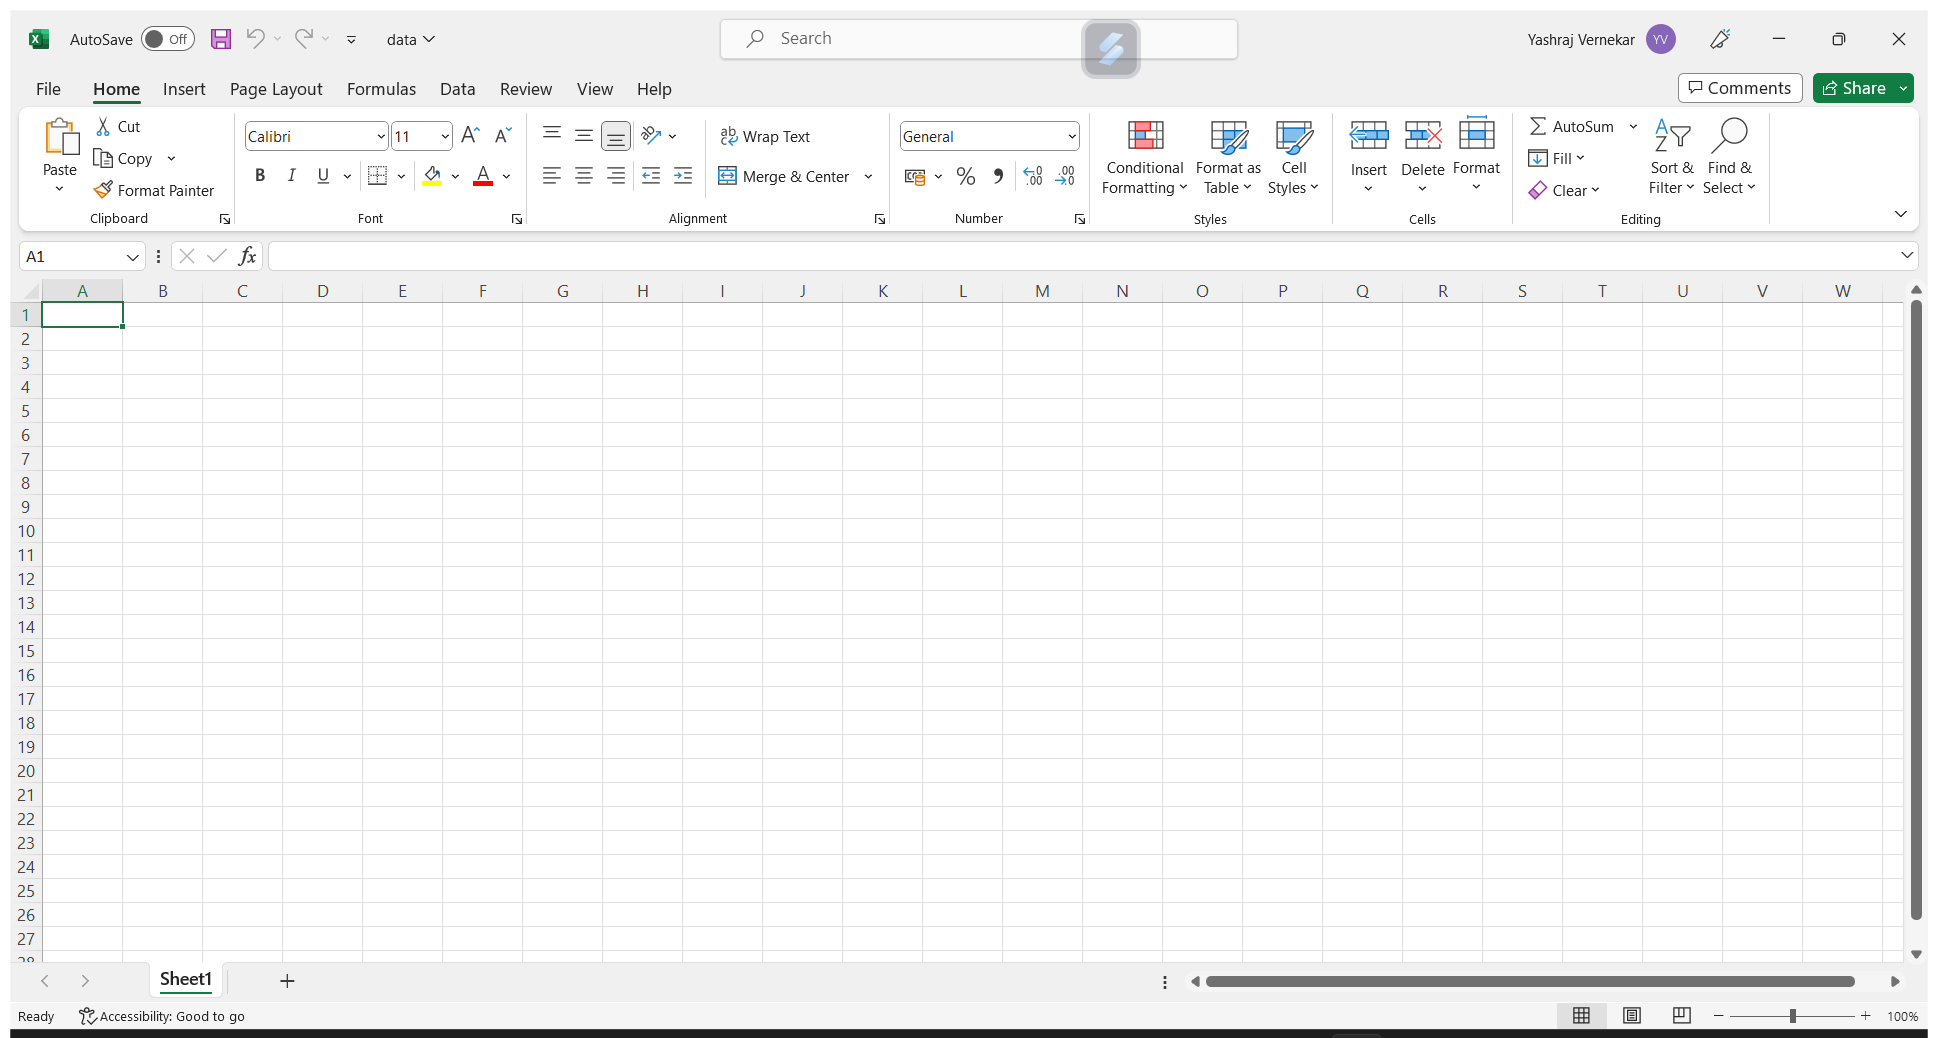 AutoSave Off data Search Yashraj Vernekar YV
File Home Insert Page Layout Formulas Data Review View Help Comments Share
Paste
Cut
Copy
Format Painter
Clipboard
Calibri 11
B I U A
Font
Wrap Text
Merge & Center
Alignment
General
Number
Conditional
Formatting
Format as
Table
Cell
Styles
Styles
Insert
Delete
Format
Cells
AutoSum
Fill
Clear
Sort &
Filter
Find &
Select
Editing
A1 fx
A B C D E F G H I J K L M N O P Q R S T U V W
1
2
3
4
5
6
7
8
9
10
11
12
13
14
15
16
17
18
19
20
21
22
23
24
25
26
27
28
Sheet1
Ready Accessibility: Good to go 100%